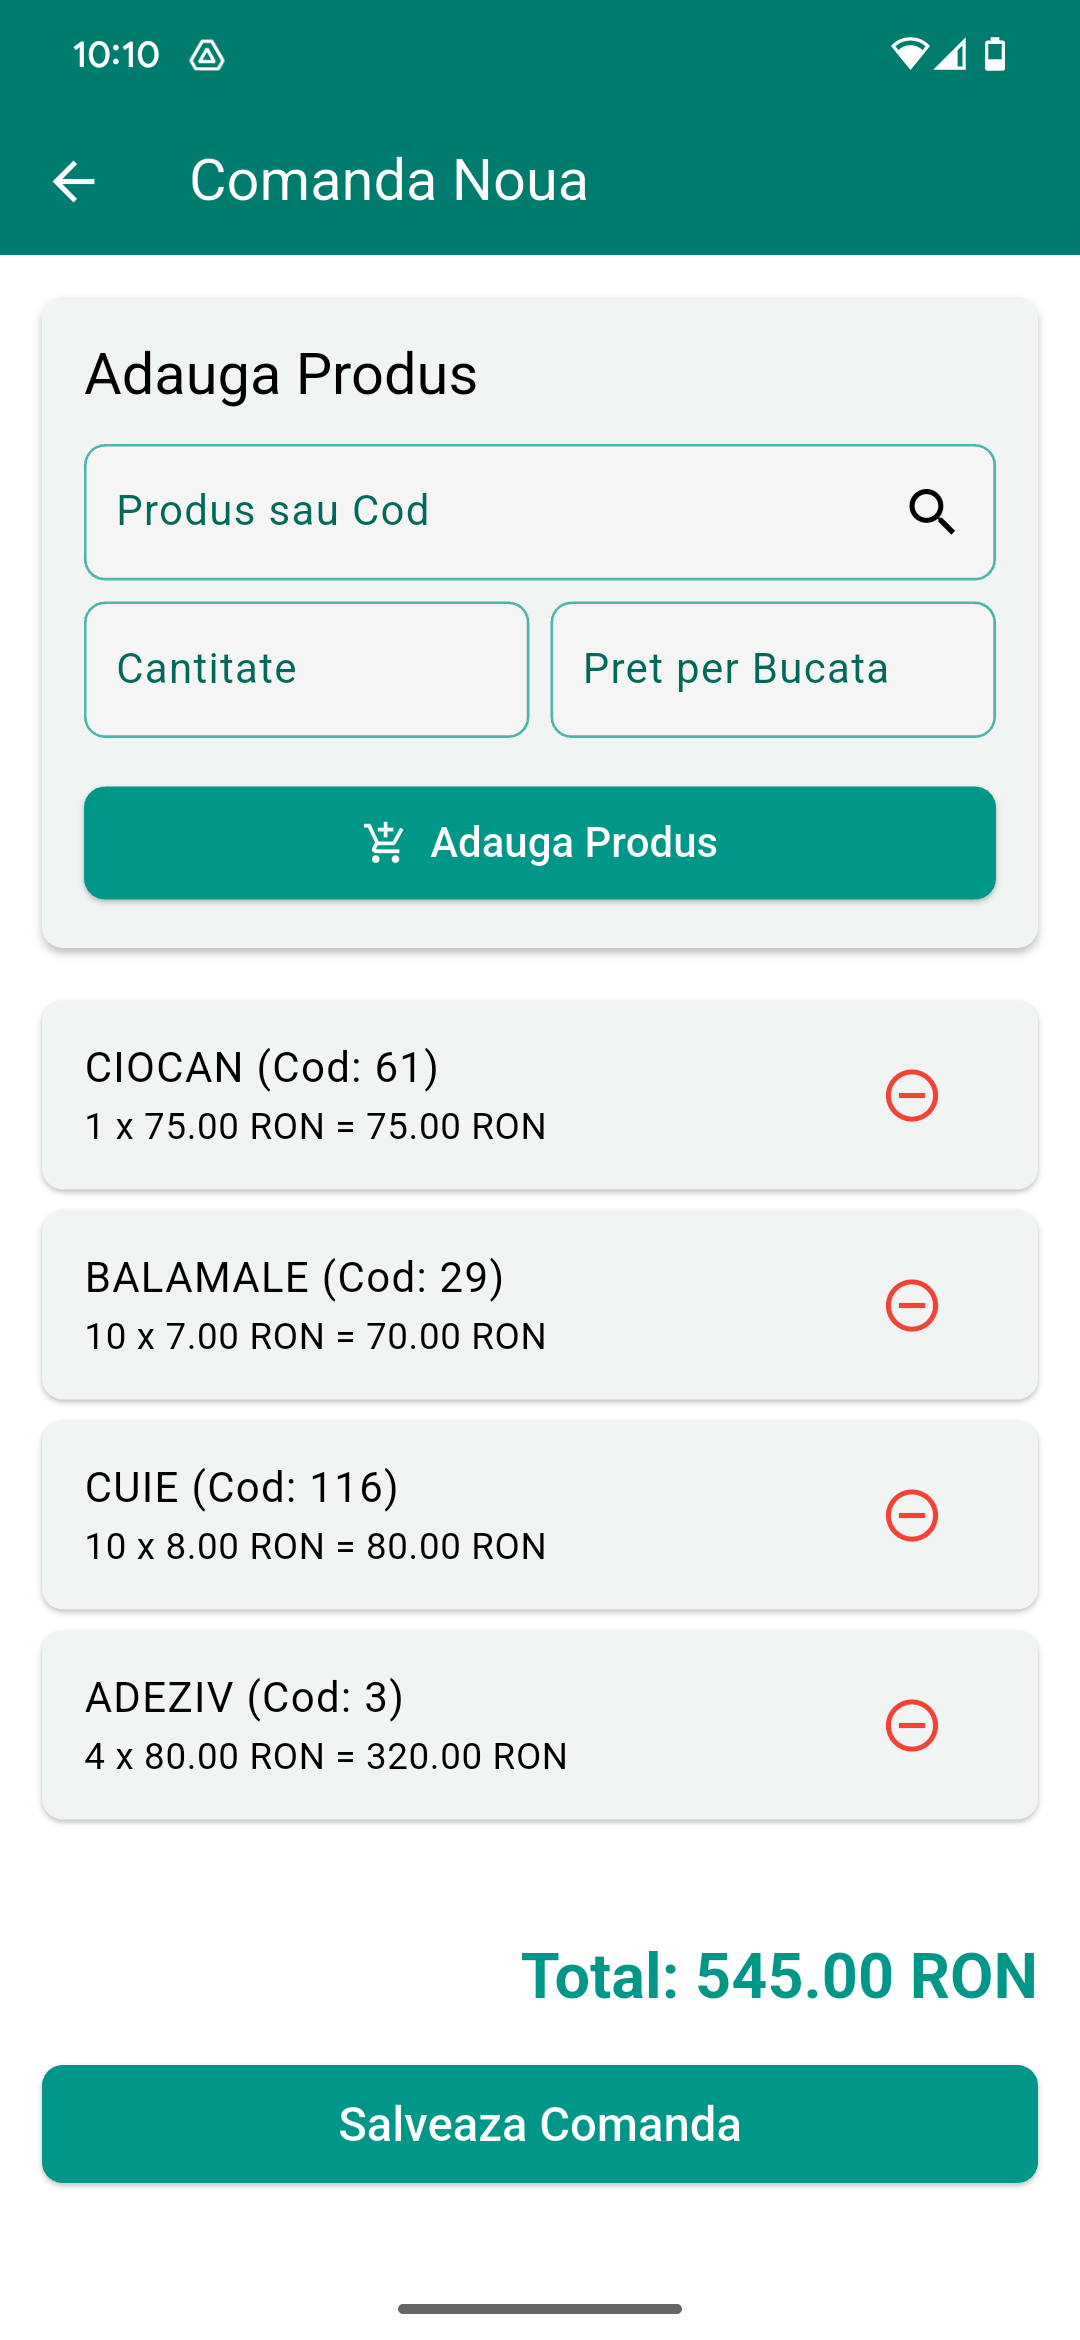 10:10
Comanda Noua
Adauga Produs
Produs sau Cod
Cantitate
Pret per Bucata
Adauga Produs
CIOCAN (Cod: 61)
1 x 75.00 RON = 75.00 RON
BALAMALE (Cod: 29)
10 x 7.00 RON = 70.00 RON
CUIE (Cod: 116)
10 x 8.00 RON = 80.00 RON
ADEZIV (Cod: 3)
4 x 80.00 RON = 320.00 RON
Total: 545.00 RON
Salveaza Comanda